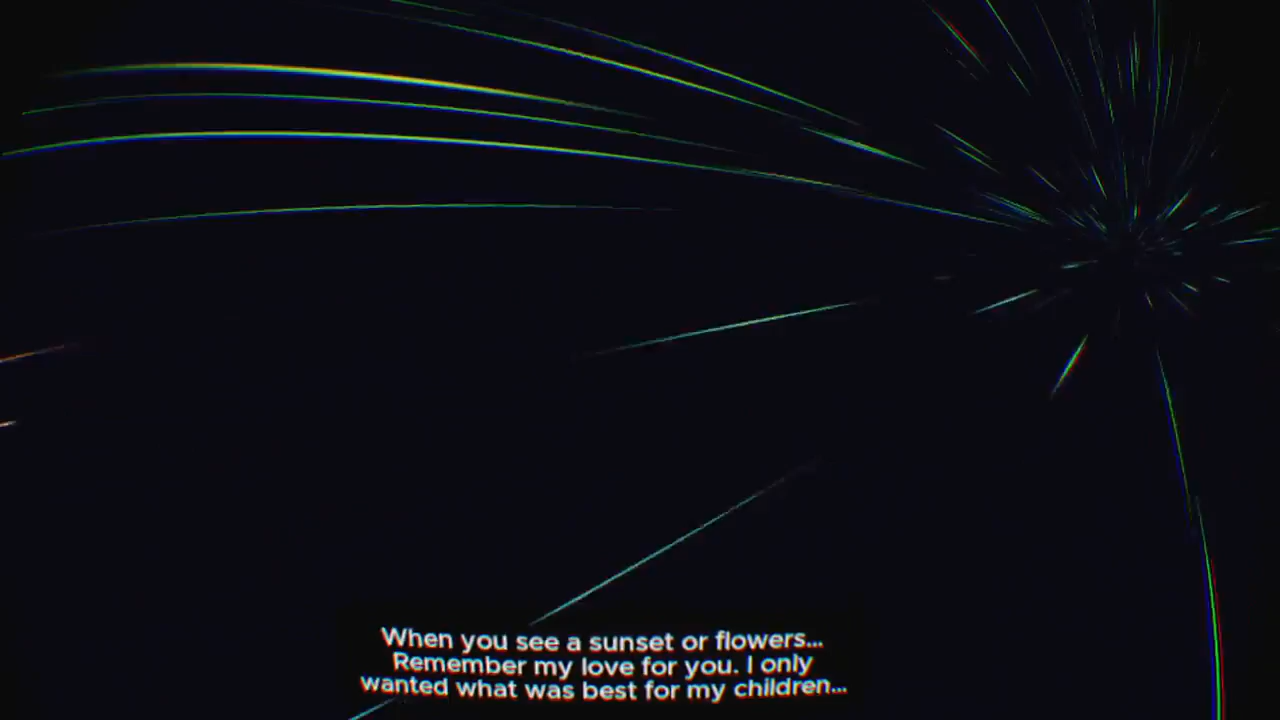 When you see a sunset or flowers...
Remember my love for you. I only
wanted what was best for my children...